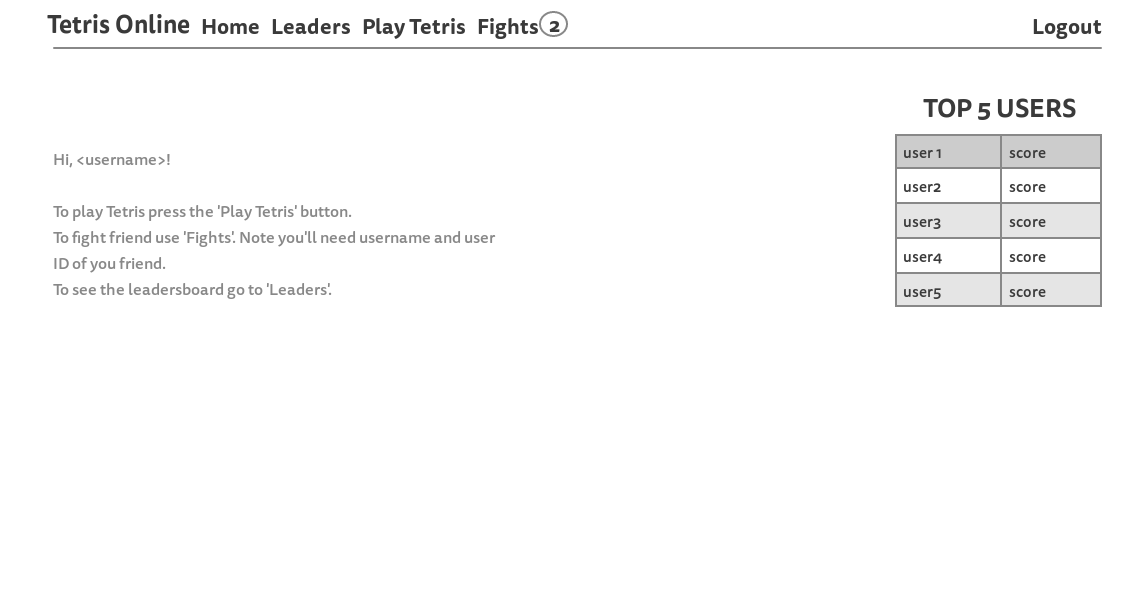 Tetris Online Home Leaders Play Tetris Fights 2 Logout
TOP 5 USERS
Hi, <username>!
To play Tetris press the 'Play Tetris' button.
To fight friend use 'Fights'. Note you'll need username and user
ID of you friend.
To see the leadersboard go to 'Leaders'.
user 1 score
user2 score
user3 score
user4 score
user5 score